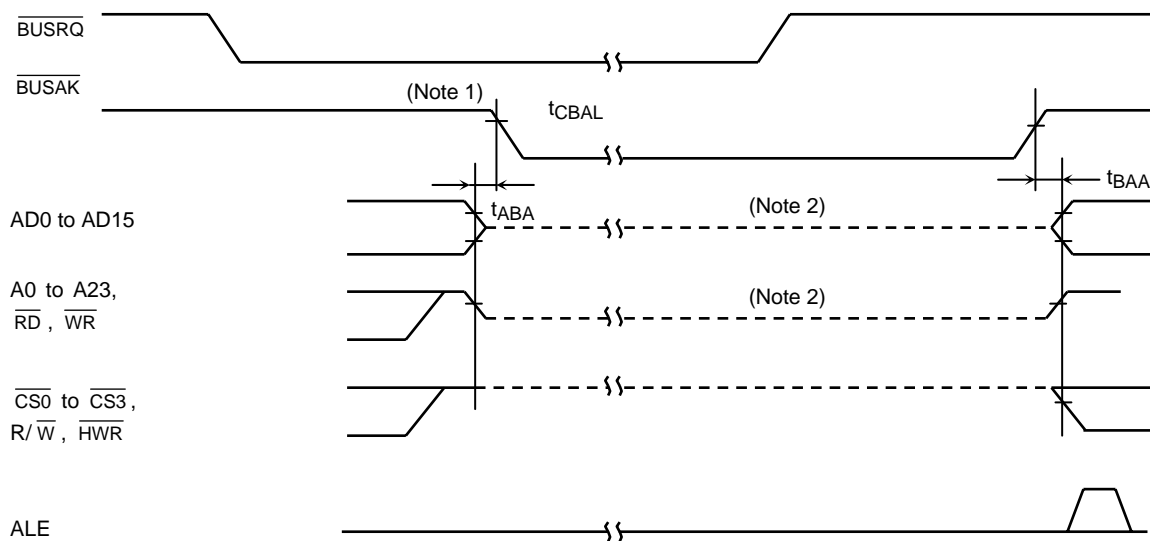 BUSRQ
BUSAK
(Note 1)
tCBAL
tBAA
tABA
AD0 to AD15
(Note 2)
A0 to A23,
RD , WR
(Note 2)
CS0 to CS3 ,
R/ W , HWR
ALE